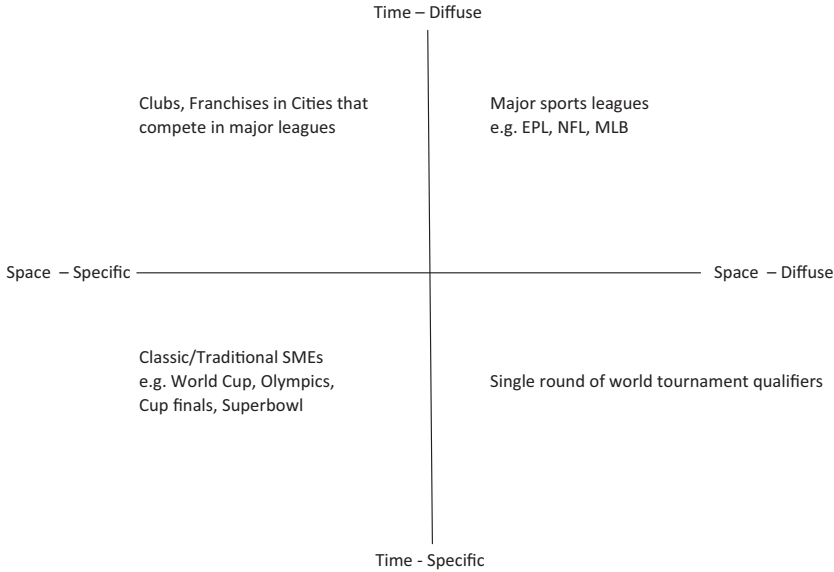 Time – Diffuse
Clubs, Franchises in Cities that
compete in major leagues
Major sports leagues
e.g. EPL, NFL, MLB
Space – Specific
Space – Diffuse
Classic/Traditional SMEs
e.g. World Cup, Olympics,
Cup finals, Superbowl
Single round of world tournament qualifiers
Time - Specific